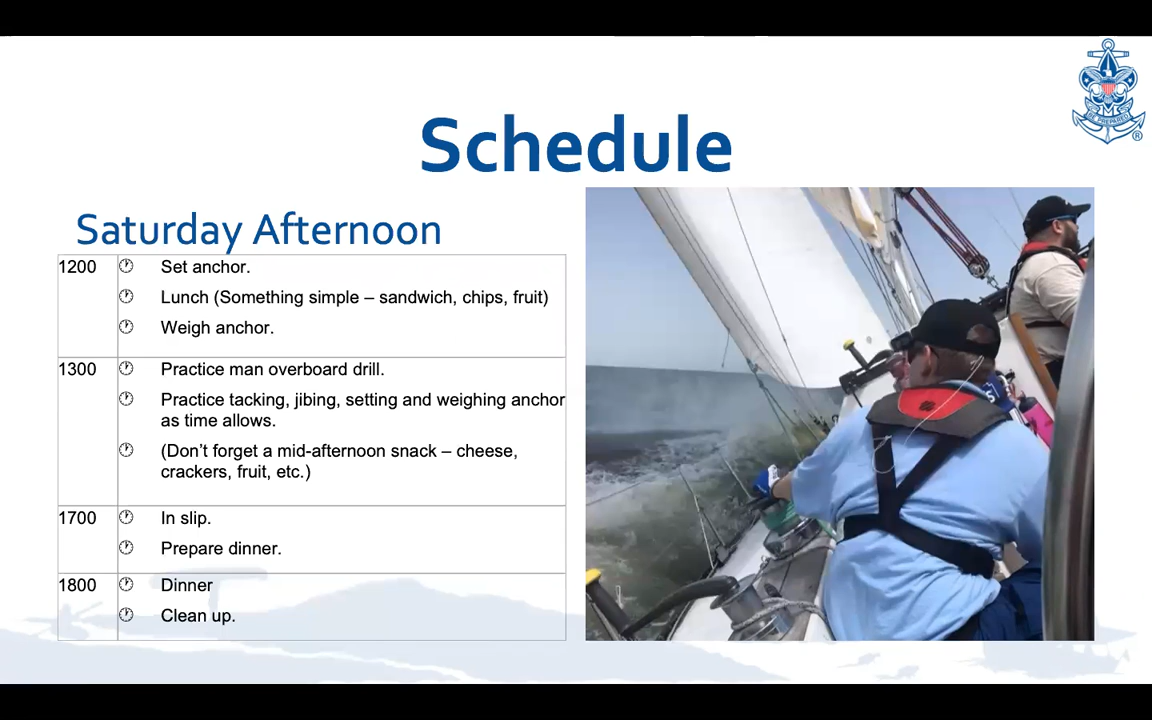 Schedule
Saturday Afternoon
1200
Set anchor.
Lunch (Something simple – sandwich, chips, fruit)
Weigh anchor.
1300
Practice man overboard drill.
Practice tacking, jibing, setting and weighing anchor
as time allows.
(Don’t forget a mid-afternoon snack – cheese,
crackers, fruit, etc.)
1700
In slip.
Prepare dinner.
1800
Dinner
Clean up.
BE PREPARED
®